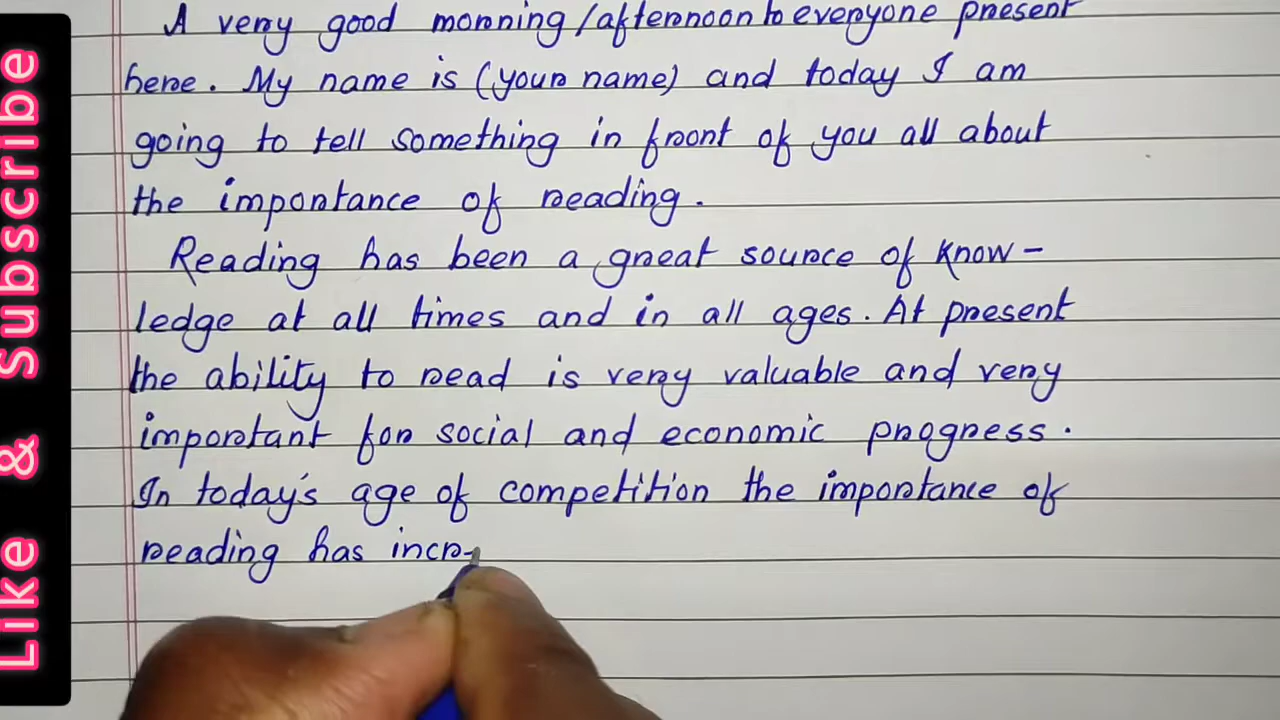 A very good morning/afternoon to everyone present
here. My name is (your name) and today I am
going to tell something in front of you all about
the importance of reading.
Reading has been a great source of know-
ledge at all times and in all ages. At present
the ability to read is very valuable and very
important for social and economic progress.
In today's age of competition the importance of
reading has incr
Like & Subscribe